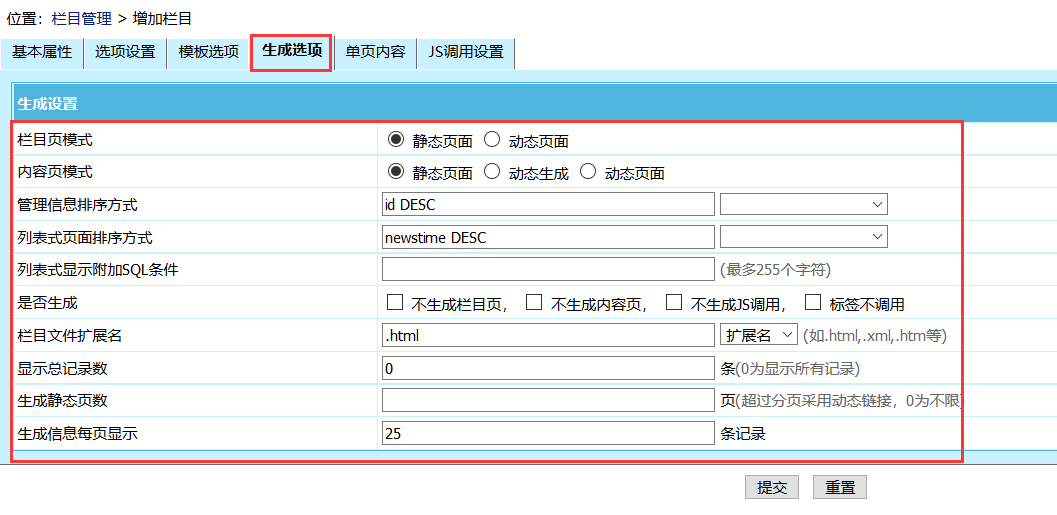 位置：栏目管理 > 增加栏目
基本属性 选项设置 模板选项 生成选项 单页内容 JS调用设置
生成设置
栏目页模式 静态页面 动态页面
内容页模式 静态页面 动态生成 动态页面
管理信息排序方式 id DESC
列表式页面排序方式 newstime DESC
列表式显示附加SQL条件 (最多255个字符)
是否生成 不生成栏目页， 不生成内容页， 不生成JS调用， 标签不调用
栏目文件扩展名 .html 扩展名 (如.html,.xml,.htm等)
显示总记录数 0 条(0为显示所有记录)
生成静态页数 页(超过分页采用动态链接，0为不限)
生成信息每页显示 25 条记录
提交 重置